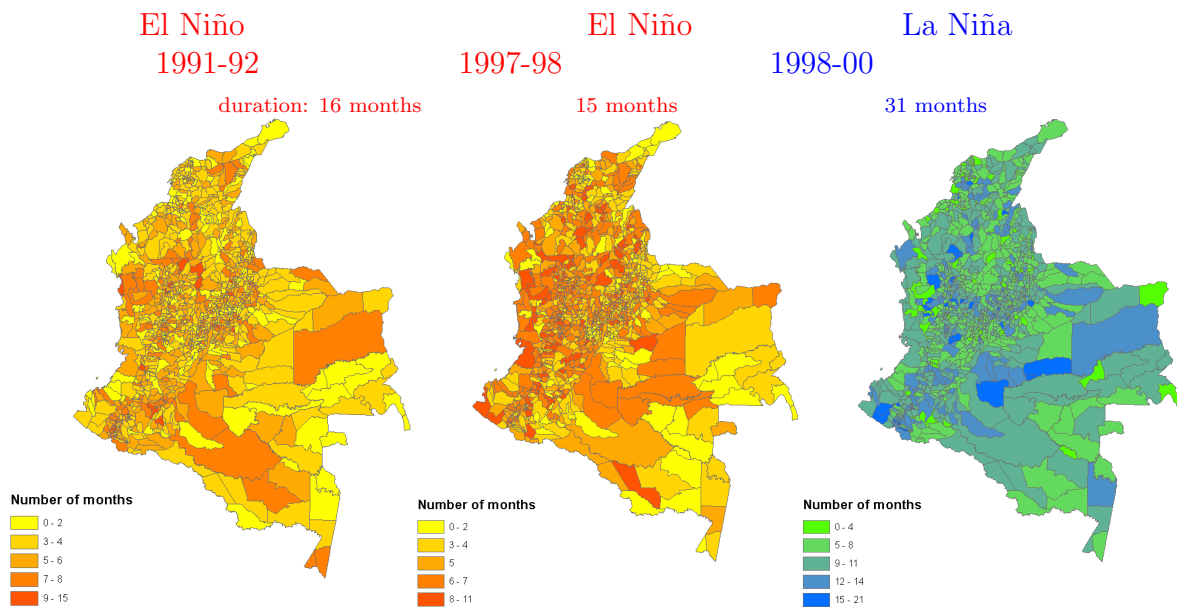 El Niño El Niño La Niña
1991-92 1997-98 1998-00
duration: 16 months 15 months 31 months
Number of months
0 - 2
3 - 4
5 - 6
7 - 8
9 - 15
Number of months
0 - 2
3 - 4
5
6 - 7
8 - 11
Number of months
0 - 4
5 - 8
9 - 11
12 - 14
15 - 21